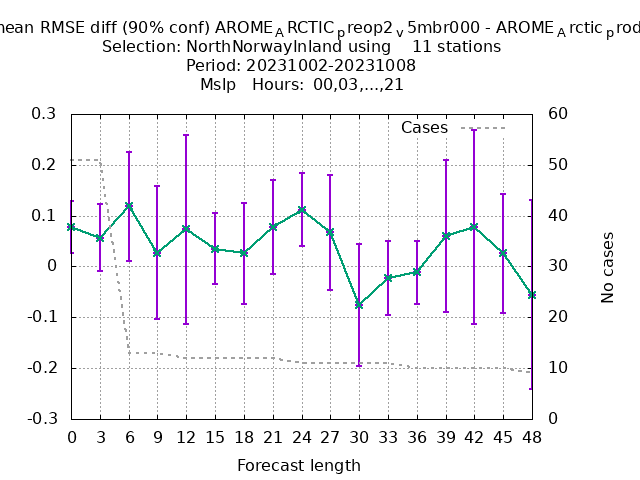 nean RMSE diff (90% conf) AROME_ARCTIC_preop2_v5mbr000 - AROME_Arctic_prod
Selection: NorthNorwayInland using 11 stations
Period: 20231002-20231008
Mslp Hours: 00,03,...,21
Cases
0.3
0.2
0.1
0
-0.1
-0.2
-0.3
60
50
40
30
20
10
0
No cases
0 3 6 9 12 15 18 21 24 27 30 33 36 39 42 45 48
Forecast length